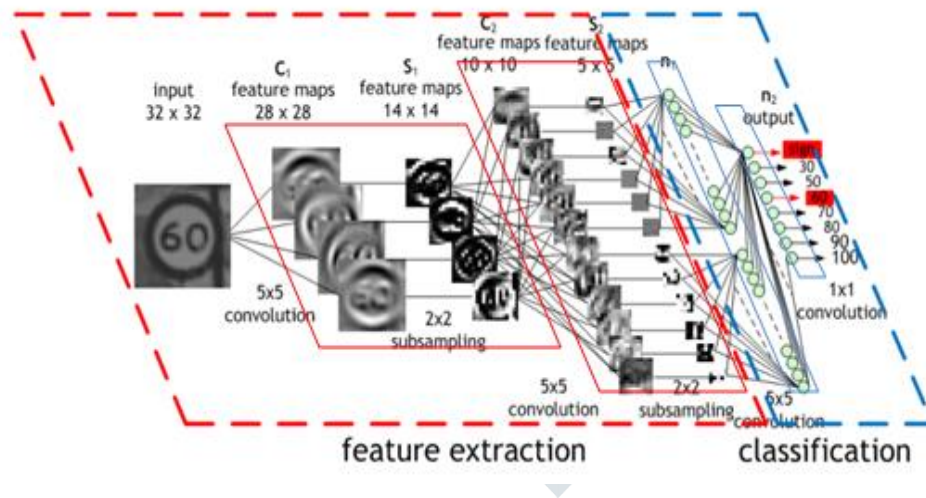 input
32 x 32
C₁
feature maps
28 x 28
S₁
feature maps
14 x 14
C₂
feature maps
10 x 10
S₂
feature maps
5 x 5
n₁
n₂
output
30
50
60
70
80
90
100
60
5x5
convolution
2x2
subsampling
5x5
convolution
2x2
subsampling
5x5
convolution
1x1
convolution
feature extraction
classification